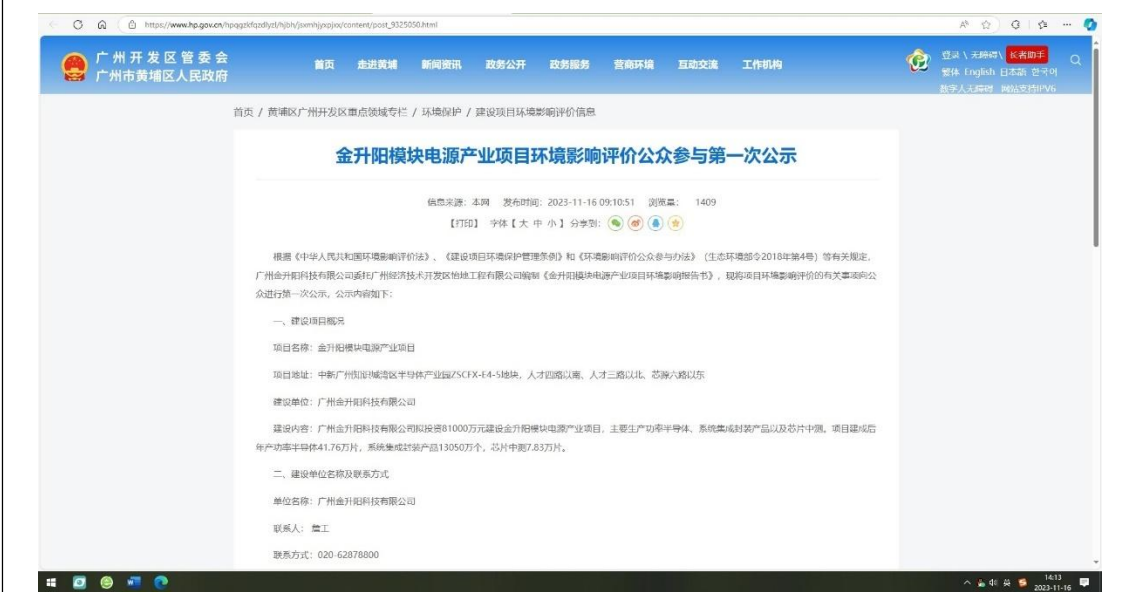 https://www.hp.gov.cn/hpqgzkfqzdlyzl/hjbh/jsxmhjyxpjxx/content/post_9325050.html
广州开发区管委会
广州市黄埔区人民政府
首页 走进黄埔 新闻资讯 政务公开 政务服务 营商环境 互动交流 工作机构
登录 \ 无障碍 \ 长者助手
繁体 English 日本語 한국어
数字人无障碍 网站支持IPV6
首页 / 黄埔区广州开发区重点领域专栏 / 环境保护 / 建设项目环境影响评价信息
金升阳模块电源产业项目环境影响评价公众参与第一次公示
信息来源：本网 发布时间：2023-11-16 09:10:51 浏览量： 1409
【打印】 字体【 大 中 小 】 分享到：
根据《中华人民共和国环境影响评价法》、《建设项目环境保护管理条例》和《环境影响评价公众参与办法》（生态环境部令2018年第4号）等有关规定，
广州金升阳科技有限公司委托广州经济技术开发区怡地工程有限公司编制《金升阳模块电源产业项目环境影响报告书》，现将项目环境影响评价的有关事项向公
众进行第一次公示，公示内容如下：
一、建设项目概况
项目名称：金升阳模块电源产业项目
项目地址：中新广州知识城湾区半导体产业园ZSCFX-E4-5地块，人才四路以南、人才三路以北、芯源六路以东
建设单位：广州金升阳科技有限公司
建设内容：广州金升阳科技有限公司拟投资81000万元建设金升阳模块电源产业项目，主要生产功率半导体、系统集成封装产品以及芯片中测。项目建成后
年产功率半导体41.76万片，系统集成封装产品13050万个，芯片中测7.83万片。
二、建设单位名称及联系方式
单位名称：广州金升阳科技有限公司
联系人： 詹工
联系方式：020-62878800
英
14:13
2023-11-16